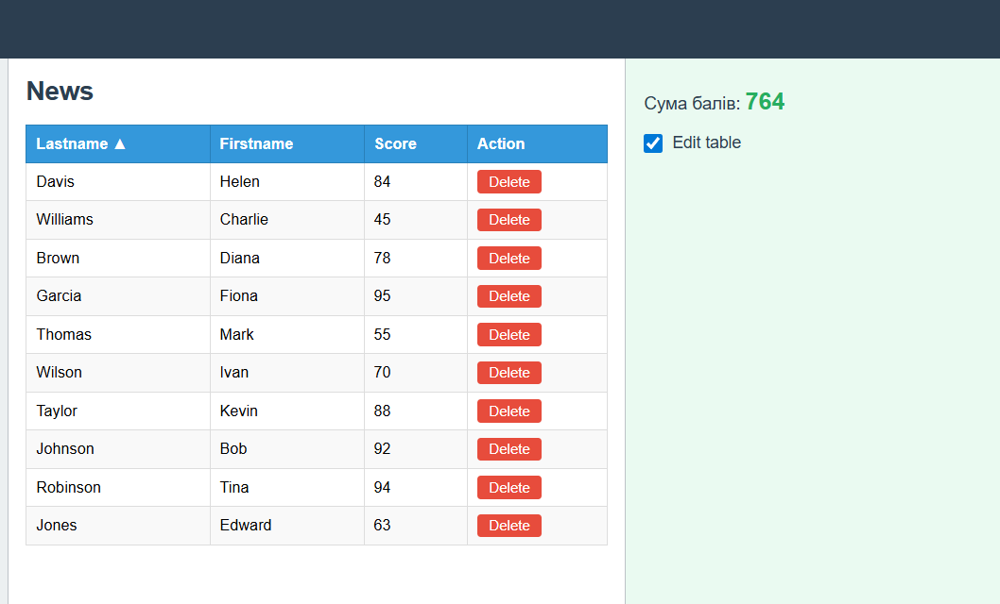 News
Lastname ▲ Firstname Score Action
Davis Helen 84 Delete
Williams Charlie 45 Delete
Brown Diana 78 Delete
Garcia Fiona 95 Delete
Thomas Mark 55 Delete
Wilson Ivan 70 Delete
Taylor Kevin 88 Delete
Johnson Bob 92 Delete
Robinson Tina 94 Delete
Jones Edward 63 Delete
Сума балів: 764
Edit table